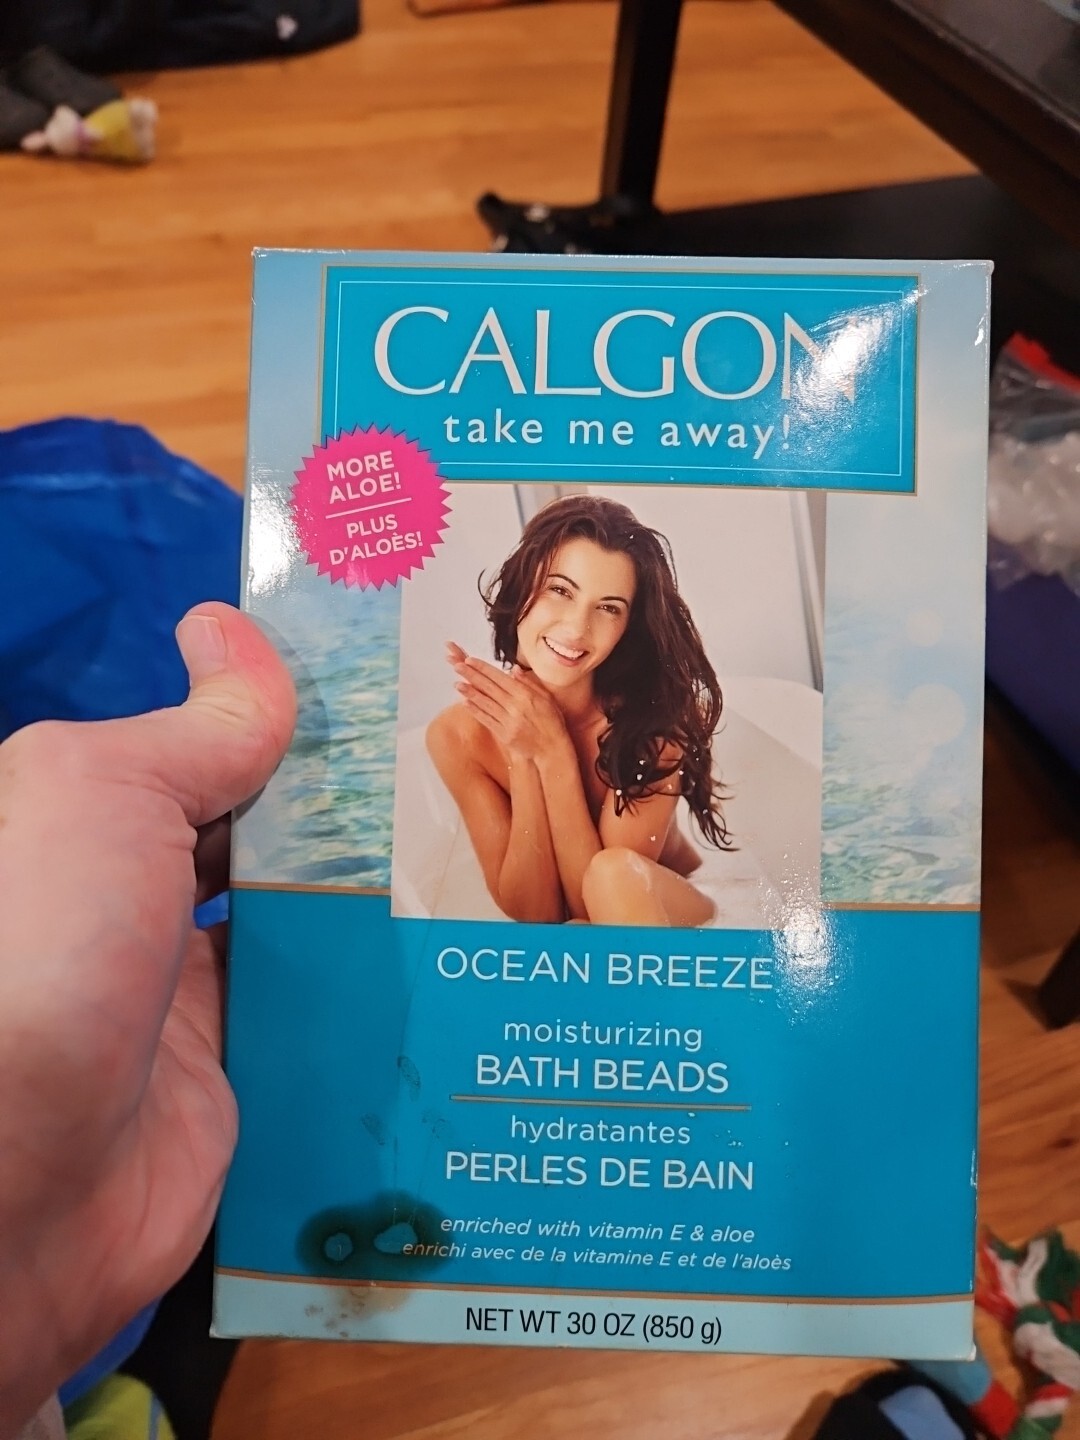 CALGON
take me away!
MORE
ALOE!
PLUS
D'ALOÈS!
OCEAN BREEZE
moisturizing
BATH BEADS
hydratantes
PERLES DE BAIN
enriched with vitamin E & aloe
enrichi avec de la vitamine E et de l'aloès
NET WT 30 OZ (850 g)